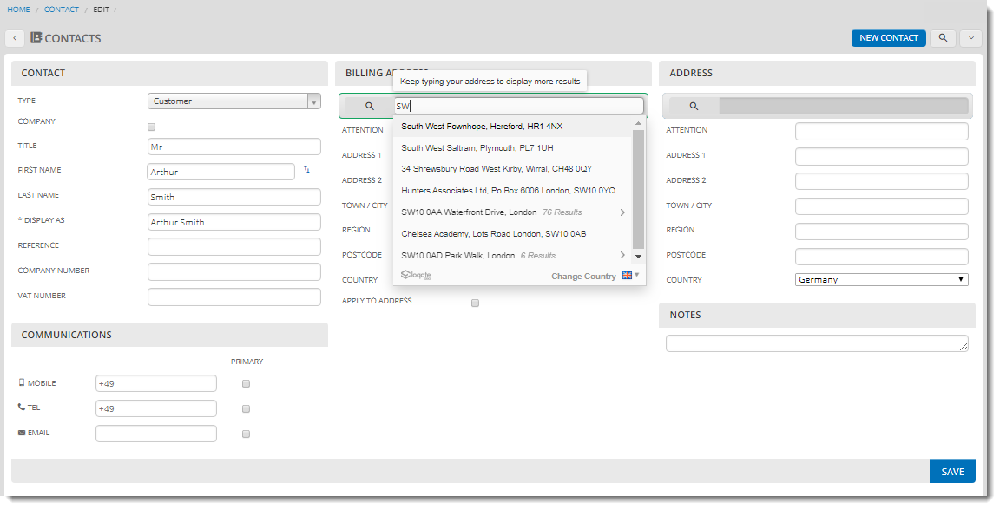 HOME / CONTACT / EDIT /
CONTACTS
NEW CONTACT
CONTACT
TYPE Customer
COMPANY
TITLE Mr
FIRST NAME Arthur
LAST NAME Smith
* DISPLAY AS Arthur Smith
REFERENCE
COMPANY NUMBER
VAT NUMBER
COMMUNICATIONS
PRIMARY
MOBILE +49
TEL +49
EMAIL
BILLING
Keep typing your address to display more results
SW
South West Fownhope, Hereford, HR1 4NX
South West Saltram, Plymouth, PL7 1UH
34 Shrewsbury Road West Kirby, Wirral, CH48 0QY
Hunters Associates Ltd, Po Box 6006 London, SW10 0YQ
SW10 0AA Waterfront Drive, London 76 Results
Chelsea Academy, Lots Road London, SW10 0AB
SW10 0AD Park Walk, London 6 Results
loqate
Change Country
ATTENTION
ADDRESS 1
ADDRESS 2
TOWN / CITY
REGION
POSTCODE
COUNTRY
APPLY TO ADDRESS
ADDRESS
ATTENTION
ADDRESS 1
ADDRESS 2
TOWN / CITY
REGION
POSTCODE
COUNTRY Germany
NOTES
SAVE